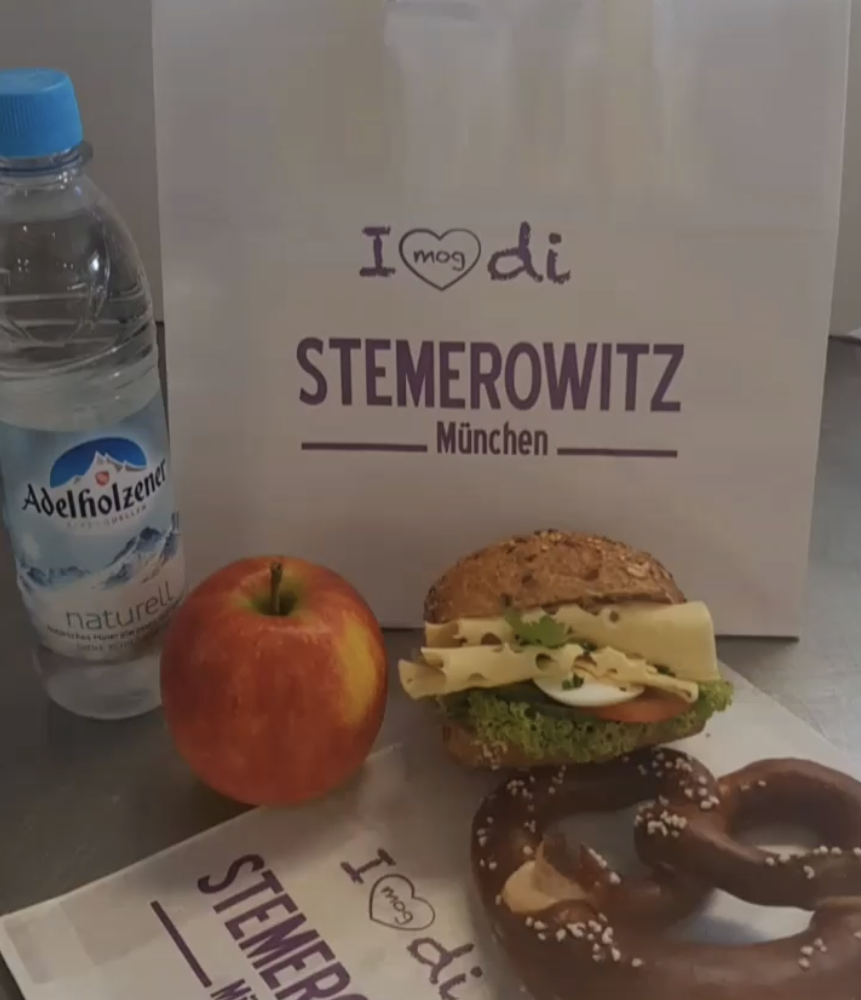 I mog di
STEMEROWITZ
München
Adelholzener
naturell
I mog di
STEMERO